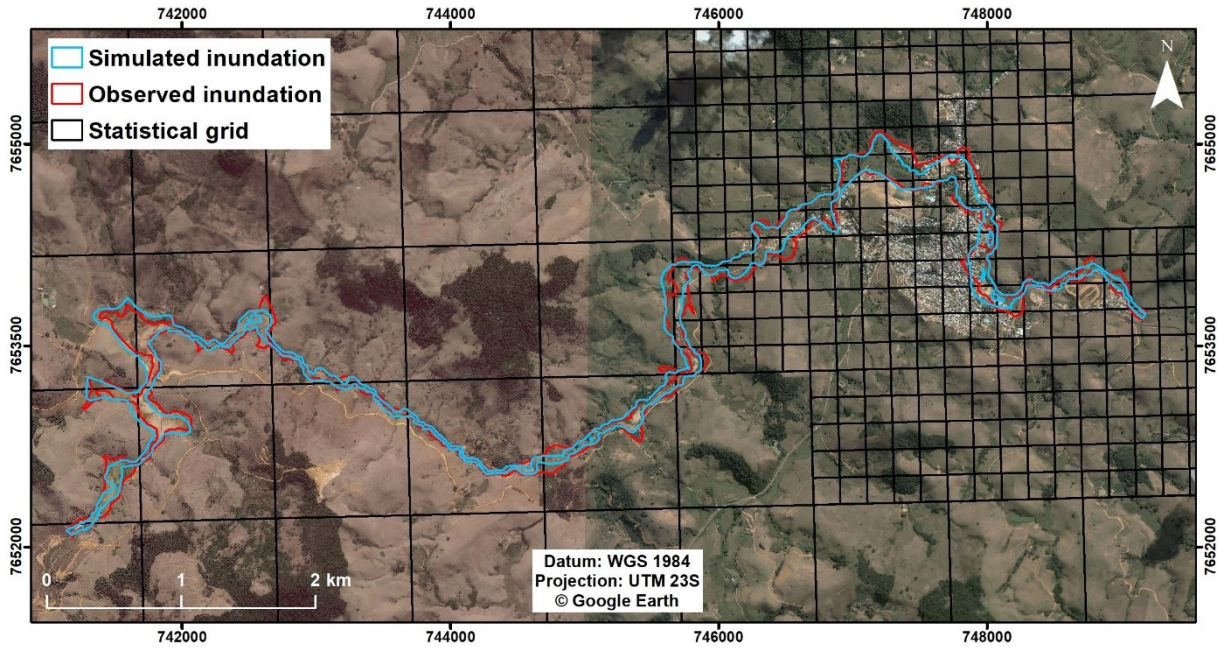 742000 744000 746000 748000
Simulated inundation
Observed inundation
Statistical grid
N
7655000 7655000
7653500 7653500
7652000 7652000
0 1 2 km
Datum: WGS 1984
Projection: UTM 23S
© Google Earth
742000 744000 746000 748000